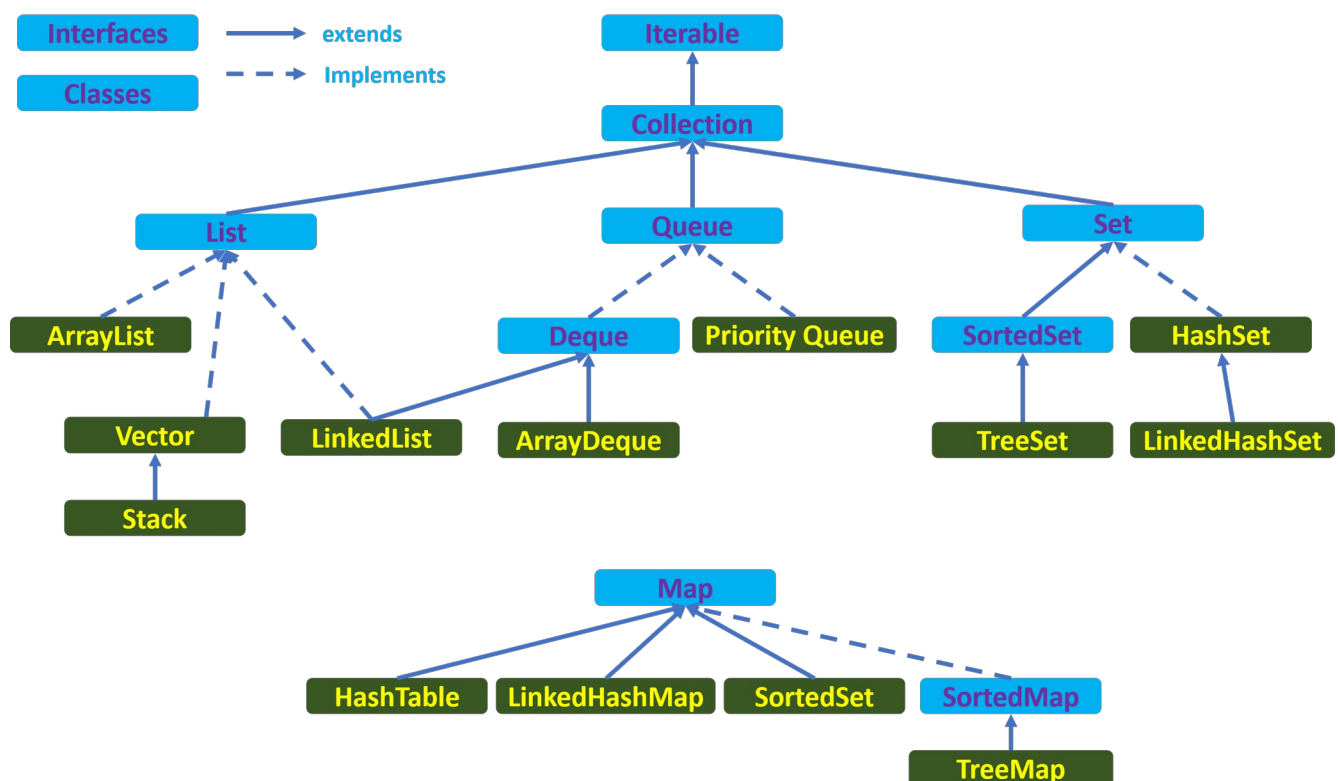 Interfaces
extends
Iterable
Classes
Implements
Collection
List
Queue
Set
ArrayList
Deque
Priority Queue
SortedSet
HashSet
Vector
LinkedList
ArrayDeque
TreeSet
LinkedHashSet
Stack
Map
HashTable
LinkedHashMap
SortedSet
SortedMap
TreeMap